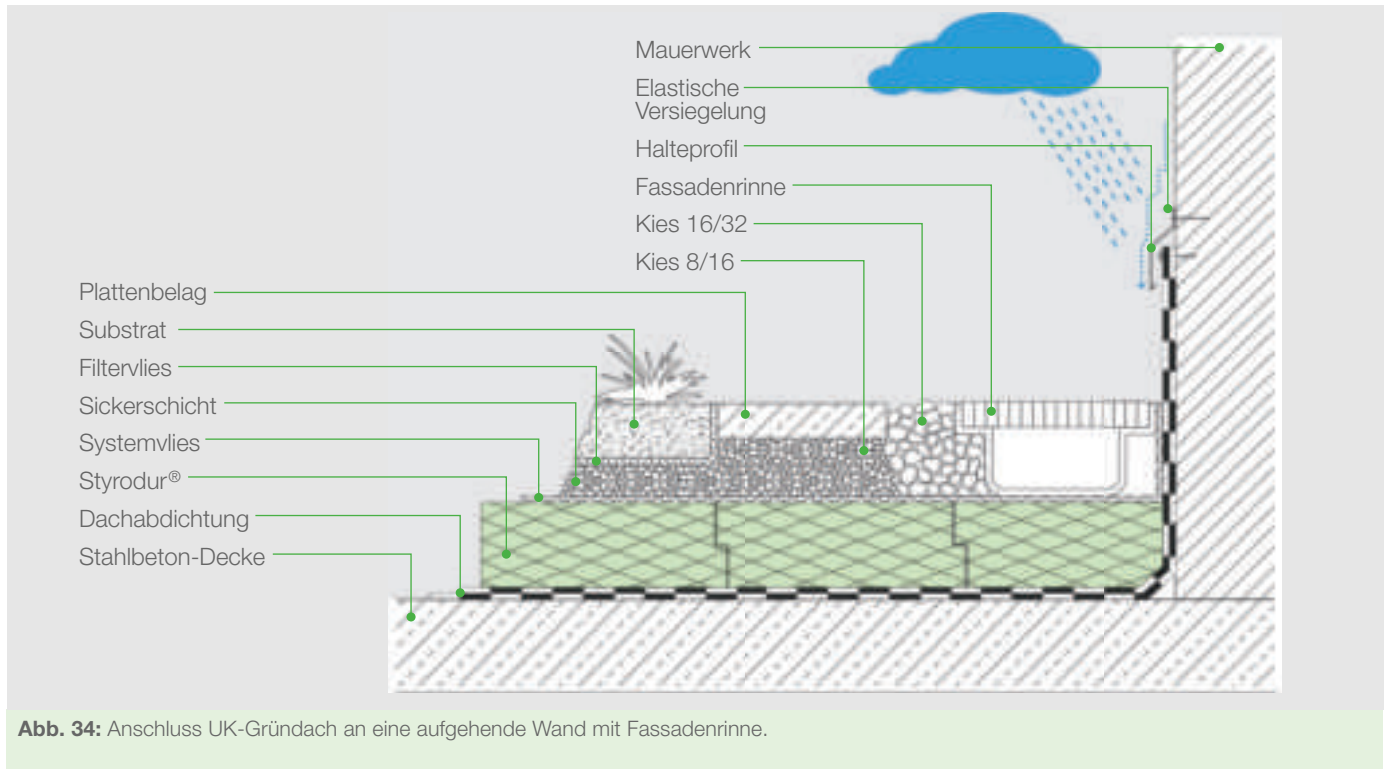 Mauerwerk
Elastische
Versiegelung
Halteprofil
Fassadenrinne
Kies 16/32
Kies 8/16
Plattenbelag
Substrat
Filtervlies
Sickerschicht
Systemvlies
Styrodur®
Dachabdichtung
Stahlbeton-Decke
Abb. 34: Anschluss UK-Gründach an eine aufgehende Wand mit Fassadenrinne.